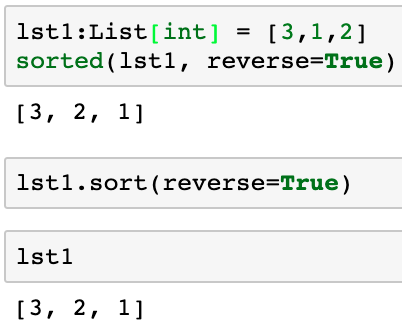 lst1:List[int] = [3,1,2]
sorted(lst1, reverse=True)
[3, 2, 1]
lst1.sort(reverse=True)
lst1
[3, 2, 1]